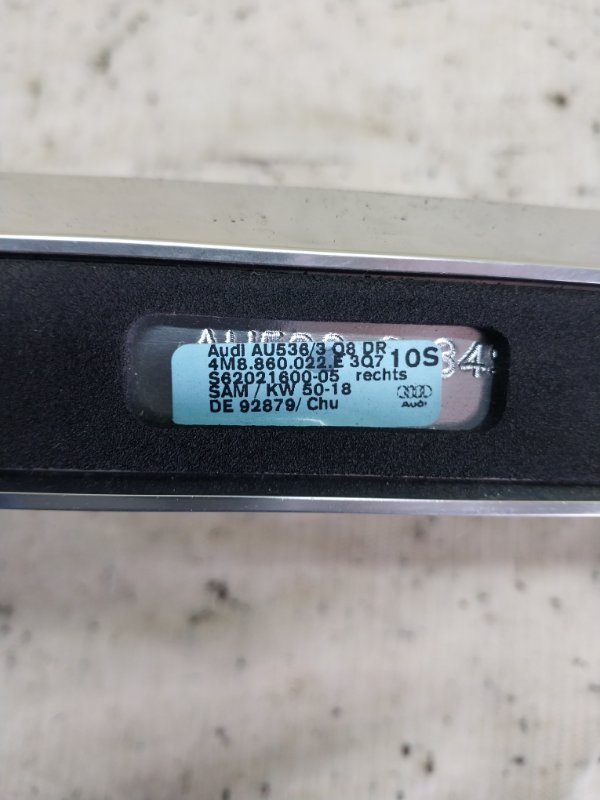 Audi AU536/3 Q8 DR
4M8.860.022.E 3Q7 10S
S62021600-05 rechts
SAM / KW 50-18
DE 92879/ Chu
Audi